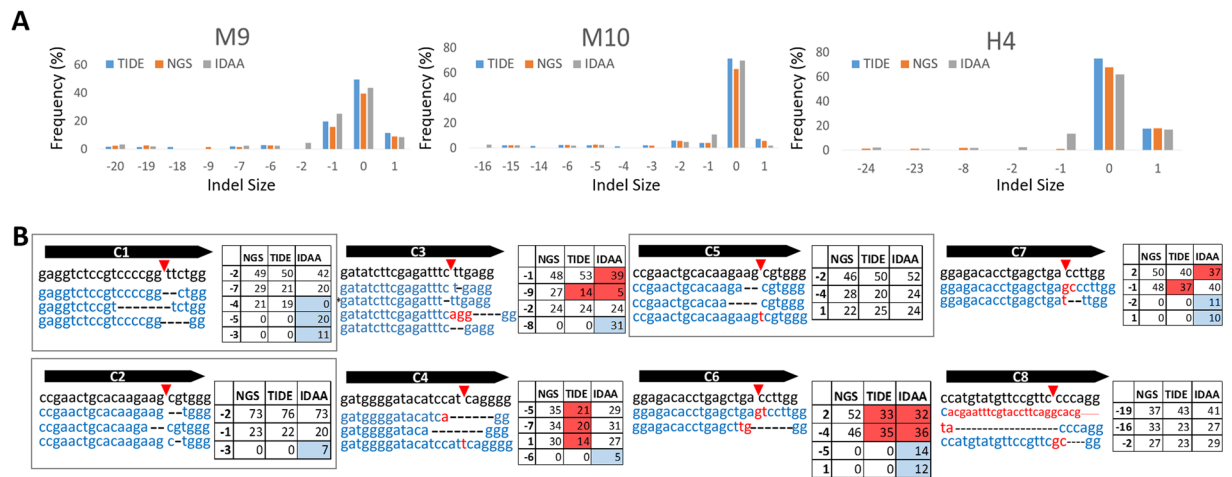 A
M9
TIDE NGS IDAA
Frequency (%)
60
40
20
0
-20 -19 -18 -9 -7 -6 -2 -1 0 1
Indel Size
M10
TIDE NGS IDAA
Frequency (%)
80
60
40
20
0
-16 -15 -14 -6 -5 -4 -3 -2 -1 0 1
Indel Size
H4
TIDE NGS IDAA
Frequency (%)
80
60
40
20
0
-24 -23 -8 -2 -1 0 1
Indel Size
B
C1
gaggtctccgtccccgg ttctgg
gaggtctccgtccccgg---ctgg
gaggtctccgt----------tctgg
gaggtctccgtccccgg-----gg
NGS TIDE IDAA
-2 49 50 42
-7 29 21 20
-4 21 19 0
-5 0 0 20
-3 0 0 11
C3
gatatcttcgagatttc ttgagg
gatatcttcgagatttc t-gagg
*gatatcttcgagatttc -ttgagg
gatatcttcgagatttcagg-----gg
gatatcttcgagatttc---gagg
NGS TIDE IDAA
-1 48 53 39
-9 27 14 5
-2 24 24 24
-8 0 0 31
C5
ccgaactgcacaagaag cgtgggg
ccgaactgcacaaga --- cgtggg
ccgaactgcacaa ---- cgtggg
ccgaactgcacaagaagtcgtggg
NGS TIDE IDAA
-2 46 50 52
-4 28 20 24
1 22 25 24
C7
ggagacacctgagctga ccttgg
ggagacacctgagctgagcccttgg
ggagacacctgagctgat--ttgg
NGS TIDE IDAA
2 50 40 37
-1 48 37 40
-2 0 0 11
1 0 0 10
C2
ccgaactgcacaagaag cgtggg
ccgaactgcacaagaag --tggg
ccgaactgcacaaga---cgtggg
ccgaactgcacaagaag c-tggg
NGS TIDE IDAA
-2 73 76 73
-1 23 22 20
-3 0 0 7
C4
gatggggatacatccat cagggg
gatggggatacatca--------gg
gatggggataca--------ggg
gatggggatacatccattcagggg
NGS TIDE IDAA
-5 35 21 29
-7 34 20 31
1 30 14 27
-6 0 0 5
C6
ggagacacctgagctga ccttgg
ggagacacctgagctgagtccttgg
ggagacacctgagcttg-------gg
NGS TIDE IDAA
2 52 33 32
-4 46 35 36
-5 0 0 14
1 0 0 12
C8
ccatgtatgttccgttc cccagg
Cacgaatttcgtaccttcaggcacg
ta--------------------cccagg
ccatgtatgttccgttcgc----gg
NGS TIDE IDAA
-19 37 43 41
-16 33 23 27
-2 27 23 29